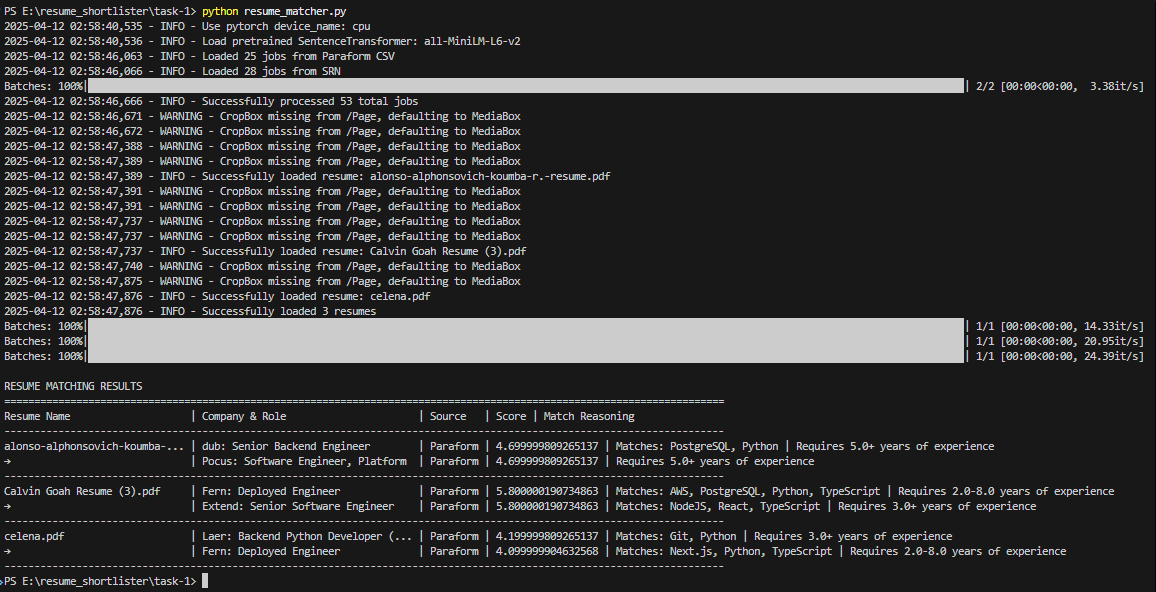 PS E:\resume_shortlister\task-1> python resume_matcher.py
2025-04-12 02:58:40,535 - INFO - Use pytorch device_name: cpu
2025-04-12 02:58:40,536 - INFO - Load pretrained SentenceTransformer: all-MiniLM-L6-v2
2025-04-12 02:58:46,063 - INFO - Loaded 25 jobs from Paraform CSV
2025-04-12 02:58:46,066 - INFO - Loaded 28 jobs from SRN
Batches: 100%| | 2/2 [00:00<00:00, 3.38it/s]
2025-04-12 02:58:46,666 - INFO - Successfully processed 53 total jobs
2025-04-12 02:58:46,671 - WARNING - CropBox missing from /Page, defaulting to MediaBox
2025-04-12 02:58:46,672 - WARNING - CropBox missing from /Page, defaulting to MediaBox
2025-04-12 02:58:47,388 - WARNING - CropBox missing from /Page, defaulting to MediaBox
2025-04-12 02:58:47,389 - WARNING - CropBox missing from /Page, defaulting to MediaBox
2025-04-12 02:58:47,389 - INFO - Successfully loaded resume: alonso-alphonsovich-koumba-r.-resume.pdf
2025-04-12 02:58:47,391 - WARNING - CropBox missing from /Page, defaulting to MediaBox
2025-04-12 02:58:47,391 - WARNING - CropBox missing from /Page, defaulting to MediaBox
2025-04-12 02:58:47,737 - WARNING - CropBox missing from /Page, defaulting to MediaBox
2025-04-12 02:58:47,737 - WARNING - CropBox missing from /Page, defaulting to MediaBox
2025-04-12 02:58:47,737 - INFO - Successfully loaded resume: Calvin Goah Resume (3).pdf
2025-04-12 02:58:47,740 - WARNING - CropBox missing from /Page, defaulting to MediaBox
2025-04-12 02:58:47,875 - WARNING - CropBox missing from /Page, defaulting to MediaBox
2025-04-12 02:58:47,876 - INFO - Successfully loaded resume: celena.pdf
2025-04-12 02:58:47,876 - INFO - Successfully loaded 3 resumes
Batches: 100%| | 1/1 [00:00<00:00, 14.33it/s]
Batches: 100%| | 1/1 [00:00<00:00, 20.95it/s]
Batches: 100%| | 1/1 [00:00<00:00, 24.39it/s]
RESUME MATCHING RESULTS
Resume Name | Company & Role | Source | Score | Match Reasoning
alonso-alphonsovich-koumba-... | dub: Senior Backend Engineer | Paraform | 4.699999809265137 | Matches: PostgreSQL, Python | Requires 5.0+ years of experience
→ | Pocus: Software Engineer, Platform | Paraform | 4.699999809265137 | Requires 5.0+ years of experience
Calvin Goah Resume (3).pdf | Fern: Deployed Engineer | Paraform | 5.800000190734863 | Matches: AWS, PostgreSQL, Python, TypeScript | Requires 2.0-8.0 years of experience
→ | Extend: Senior Software Engineer | Paraform | 5.800000190734863 | Matches: NodeJS, React, TypeScript | Requires 3.0+ years of experience
celena.pdf | Laer: Backend Python Developer (... | Paraform | 4.199999809265137 | Matches: Git, Python | Requires 3.0+ years of experience
→ | Fern: Deployed Engineer | Paraform | 4.099999904632568 | Matches: Next.js, Python, TypeScript | Requires 2.0-8.0 years of experience
PS E:\resume_shortlister\task-1>